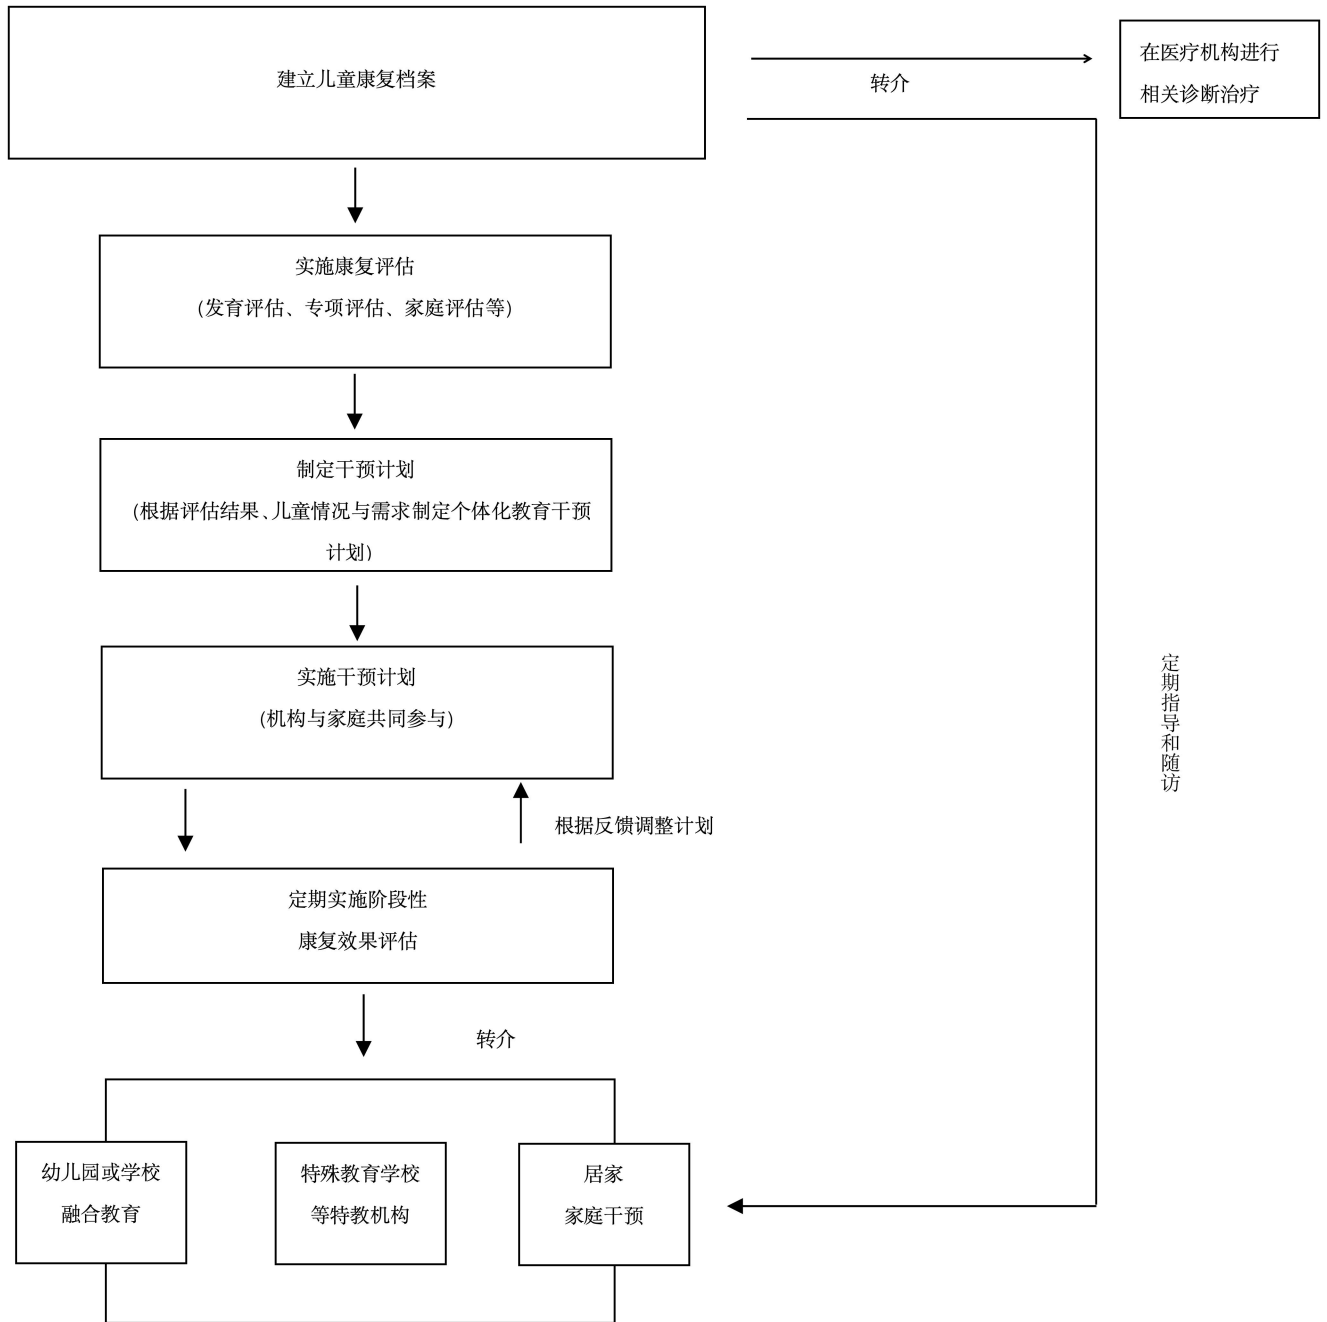 建立儿童康复档案
转介
在医疗机构进行
相关诊断治疗
实施康复评估
(发育评估、专项评估、家庭评估等)
制定干预计划
(根据评估结果、儿童情况与需求制定个体化教育干预
计划)
实施干预计划
(机构与家庭共同参与)
定期指导和随访
根据反馈调整计划
定期实施阶段性
康复效果评估
转介
幼儿园或学校
融合教育
特殊教育学校
等特教机构
居家
家庭干预